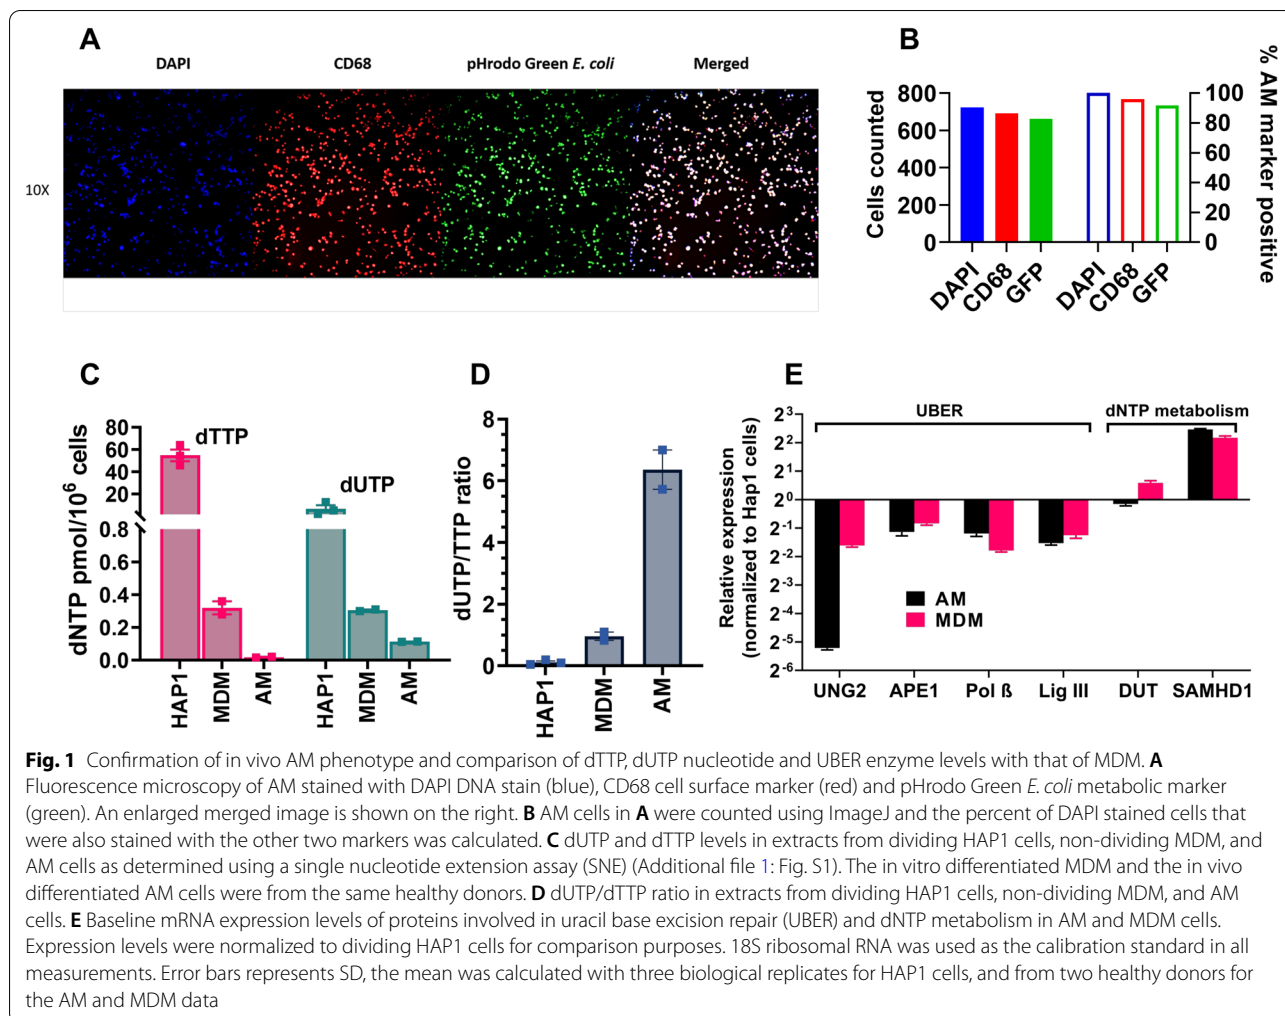 A
DAPI
CD68
pHrodo Green E. coli
Merged
10X
B
Cells counted
800
600
400
200
0
DAPI
CD68
GFP
DAPI
CD68
GFP
100
80
60
40
20
0
% AM marker positive
C
dNTP pmol/10⁶ cells
80
60
40
20
0.8
0.6
0.4
0.2
0.0
dTTP
dUTP
HAP1
MDM
AM
HAP1
MDM
AM
D
dUTP/TTP ratio
8
6
4
2
0
HAP1
MDM
AM
E
UBER
dNTP metabolism
Relative expression
(normalized to Hap1 cells)
2³
2²
2¹
2⁰
2⁻¹
2⁻²
2⁻³
2⁻⁴
2⁻⁵
2⁻⁶
AM
MDM
UNG2
APE1
Pol ß
Lig III
DUT
SAMHD1
Fig. 1 Confirmation of in vivo AM phenotype and comparison of dTTP, dUTP nucleotide and UBER enzyme levels with that of MDM. A
Fluorescence microscopy of AM stained with DAPI DNA stain (blue), CD68 cell surface marker (red) and pHrodo Green E. coli metabolic marker
(green). An enlarged merged image is shown on the right. B AM cells in A were counted using ImageJ and the percent of DAPI stained cells that
were also stained with the other two markers was calculated. C dUTP and dTTP levels in extracts from dividing HAP1 cells, non-dividing MDM, and
AM cells as determined using a single nucleotide extension assay (SNE) (Additional file 1: Fig. S1). The in vitro differentiated MDM and the in vivo
differentiated AM cells were from the same healthy donors. D dUTP/dTTP ratio in extracts from dividing HAP1 cells, non-dividing MDM, and AM
cells. E Baseline mRNA expression levels of proteins involved in uracil base excision repair (UBER) and dNTP metabolism in AM and MDM cells.
Expression levels were normalized to dividing HAP1 cells for comparison purposes. 18S ribosomal RNA was used as the calibration standard in all
measurements. Error bars represents SD, the mean was calculated with three biological replicates for HAP1 cells, and from two healthy donors for
the AM and MDM data